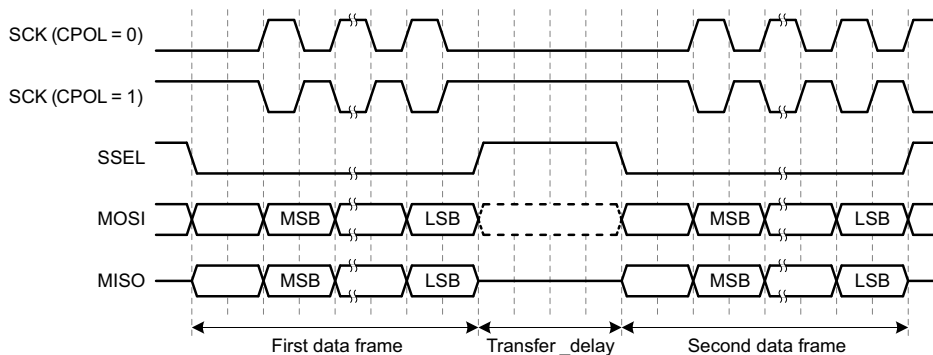 SCK (CPOL = 0)
SCK (CPOL = 1)
SSEL
MOSI MSB LSB MSB LSB
MISO MSB LSB MSB LSB
First data frame Transfer _delay Second data frame